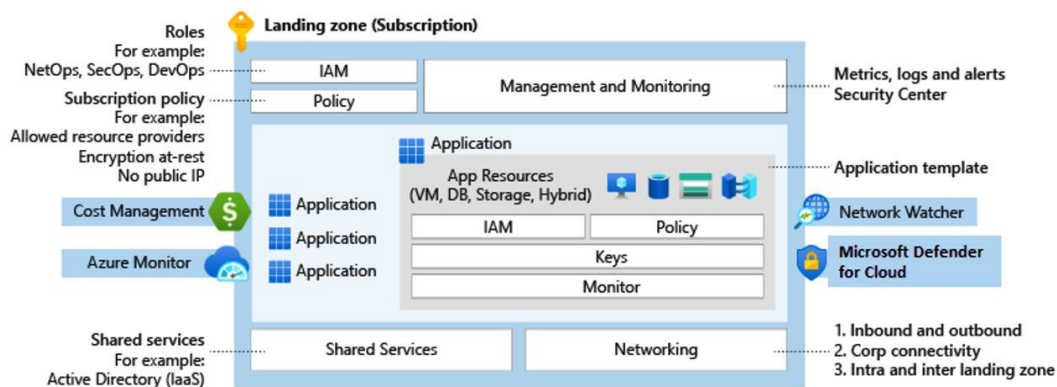 Landing zone (Subscription)
Roles
For example:
NetOps, SecOps, DevOps
Subscription policy
For example:
Allowed resource providers
Encryption at-rest
No public IP
Cost Management
Azure Monitor
Shared services
For example:
Active Directory (IaaS)
IAM
Policy
Management and Monitoring
Application
Application
Application
Application
App Resources
(VM, DB, Storage, Hybrid)
IAM
Policy
Keys
Monitor
Shared Services
Networking
Metrics, logs and alerts
Security Center
Application template
Network Watcher
Microsoft Defender
for Cloud
1. Inbound and outbound
2. Corp connectivity
3. Intra and inter landing zone